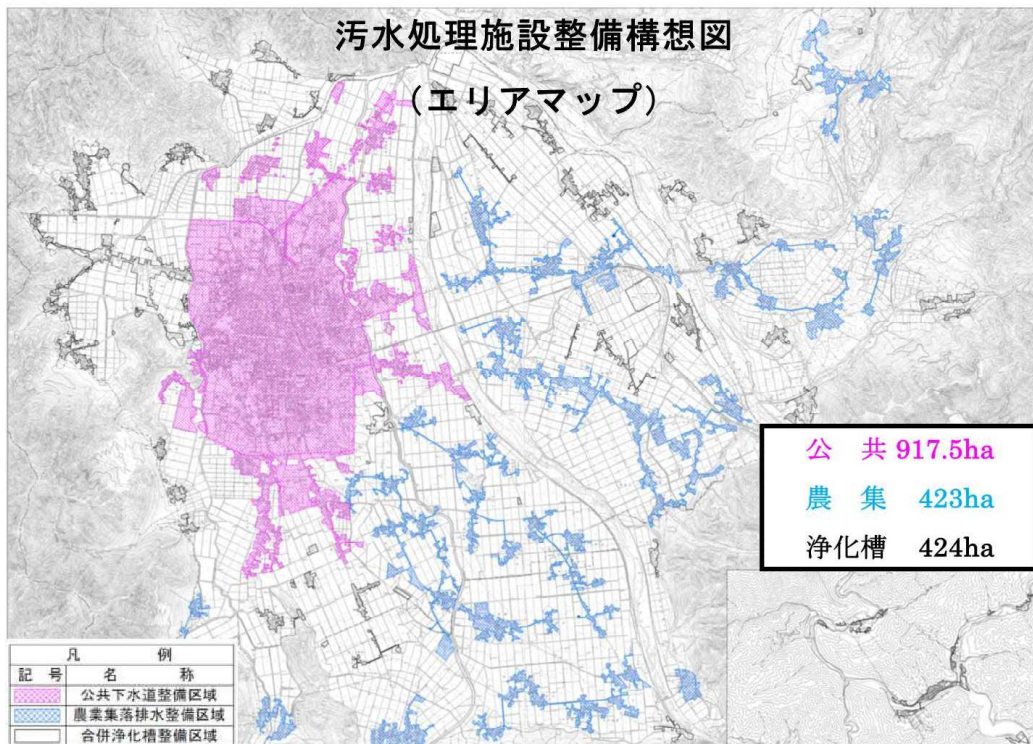 汚水処理施設整備構想図
(エリアマップ)
公 共 917.5ha
農 集 423ha
浄化槽 424ha
凡 例
記 号 名 称
公共下水道整備区域
農業集落排水整備区域
合併浄化槽整備区域